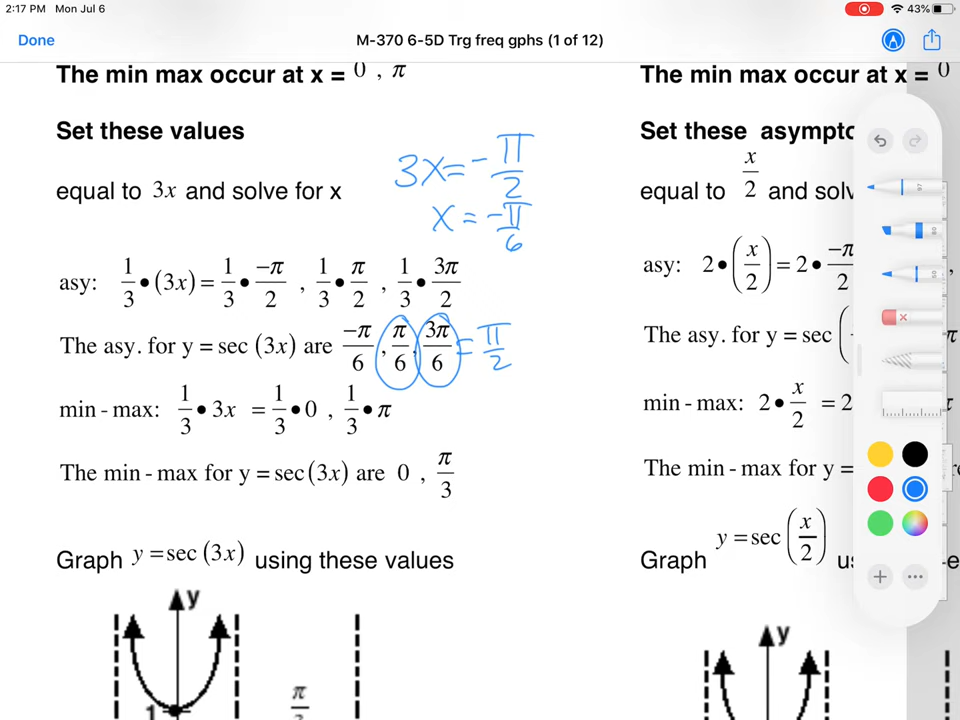 2:17 PM Mon Jul 6 43%
Done M-370 6-5D Trg freq gphs (1 of 12)
The min max occur at x = 0 , π
Set these values
equal to 3x and solve for x
3x = -π/2
x = -π/6
asy: 1/3 • (3x) = 1/3 • -π/2 , 1/3 • π/2 , 1/3 • 3π/2
The asy. for y = sec (3x) are -π/6 , π/6 , 3π/6 = π/2
min - max: 1/3 • 3x = 1/3 • 0 , 1/3 • π
The min - max for y = sec(3x) are 0 , π/3
Graph y = sec (3x) using these values
y
1
π
The min max occur at x = 0
Set these asympto
equal to x/2 and solv
asy: 2 • (x/2) = 2 • -π/2 ,
The asy. for y = sec (
π
min - max: 2 • x/2 = 2
The min - max for y =
Graph y = sec (x/2)
y
97
80
50